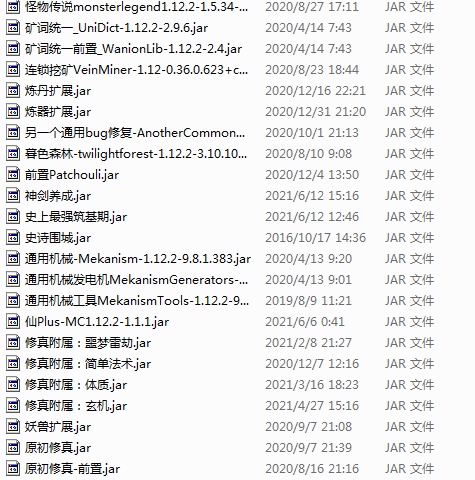 怪物传说monsterlegend1.12.2-1.5.34-... 2020/8/27 17:11 JAR 文件
矿词统一_UniDict-1.12.2-2.9.6.jar 2020/4/14 7:43 JAR 文件
矿词统一前置_WanionLib-1.12.2-2.4.jar 2020/4/14 7:43 JAR 文件
连锁挖矿VeinMiner-1.12-0.36.0.623+c... 2020/8/23 18:44 JAR 文件
炼丹扩展.jar 2020/12/16 22:21 JAR 文件
炼器扩展.jar 2020/12/31 21:20 JAR 文件
另一个通用bug修复-AnotherCommon... 2020/10/1 21:13 JAR 文件
暮色森林-twilightforest-1.12.2-3.10.10... 2020/8/10 9:08 JAR 文件
前置Patchouli.jar 2020/12/4 13:50 JAR 文件
神剑养成.jar 2021/6/12 15:16 JAR 文件
史上最强筑基期.jar 2021/6/12 12:46 JAR 文件
史诗围城.jar 2016/10/17 14:36 JAR 文件
通用机械-Mekanism-1.12.2-9.8.1.383.jar 2020/4/13 9:20 JAR 文件
通用机械发电机MekanismGenerators-... 2020/4/13 9:01 JAR 文件
通用机械工具MekanismTools-1.12.2-9... 2019/8/9 11:21 JAR 文件
仙Plus-MC1.12.2-1.1.1.jar 2021/6/6 0:41 JAR 文件
修真附属：噩梦雷劫.jar 2021/2/8 21:27 JAR 文件
修真附属：简单法术.jar 2020/12/7 12:16 JAR 文件
修真附属：体质.jar 2021/3/16 18:23 JAR 文件
修真附属：玄机.jar 2021/4/27 15:16 JAR 文件
妖兽扩展.jar 2020/9/7 21:08 JAR 文件
原初修真.jar 2020/9/7 21:39 JAR 文件
原初修真-前置.jar 2020/8/16 21:16 JAR 文件